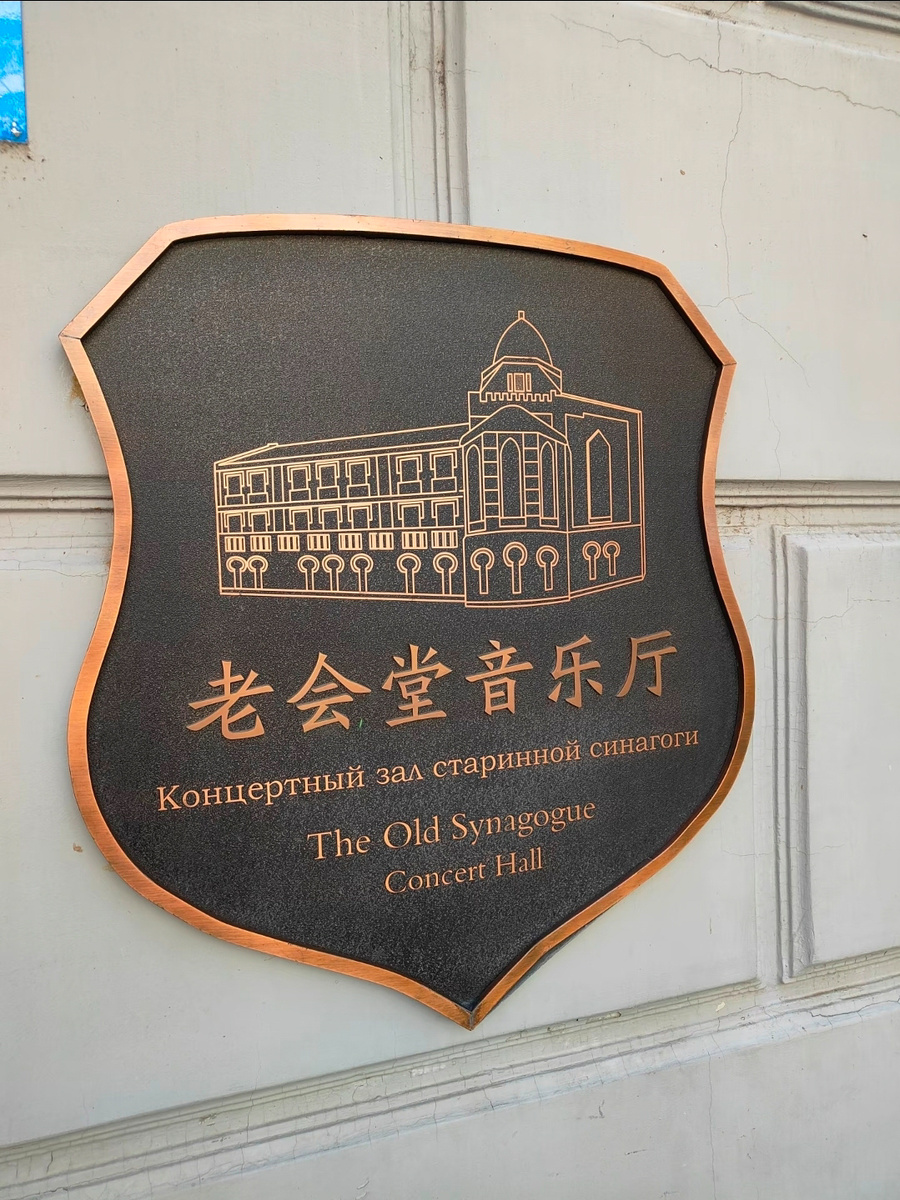 老会堂音乐厅
Концертный зал старинной синагоги
The Old Synagogue
Concert Hall